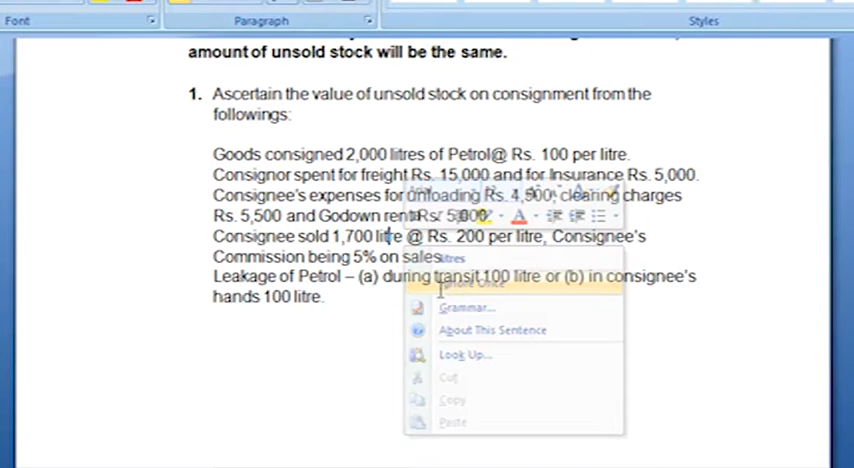 Font
Paragraph
Styles
amount of unsold stock will be the same.
1. Ascertain the value of unsold stock on consignment from the
followings:
Goods consigned 2,000 litres of Petrol@ Rs. 100 per litre.
Consignor spent for freight Rs. 15,000 and for Insurance Rs. 5,000.
Consignee's expenses for unloading Rs. 4,500, clearing charges
Rs. 5,500 and Godown rent Rs. 5,000.
Consignee sold 1,700 litre @ Rs. 200 per litre, Consignee's
Commission being 5% on sales.
litres
Leakage of Petrol – (a) during transit 100 litre or (b) in consignee's
Ignore Once
hands 100 litre.
Grammar...
About This Sentence
Look Up...
Cut
Copy
Paste